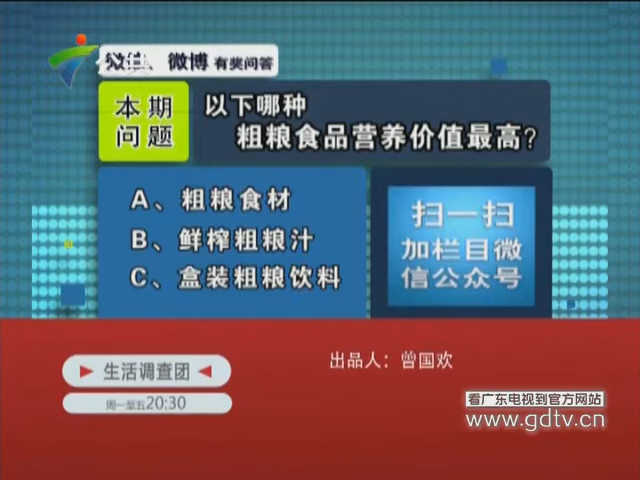 微信、微博 有奖问答
本期
问题
以下哪种
粗粮食品营养价值最高?
A、粗粮食材
B、鲜榨粗粮汁
C、盒装粗粮饮料
扫一扫
加栏目微
信公众号
生活调查团
周一至五20:30
出品人：曾国欢
看广东电视到官方网站
www.gdtv.cn